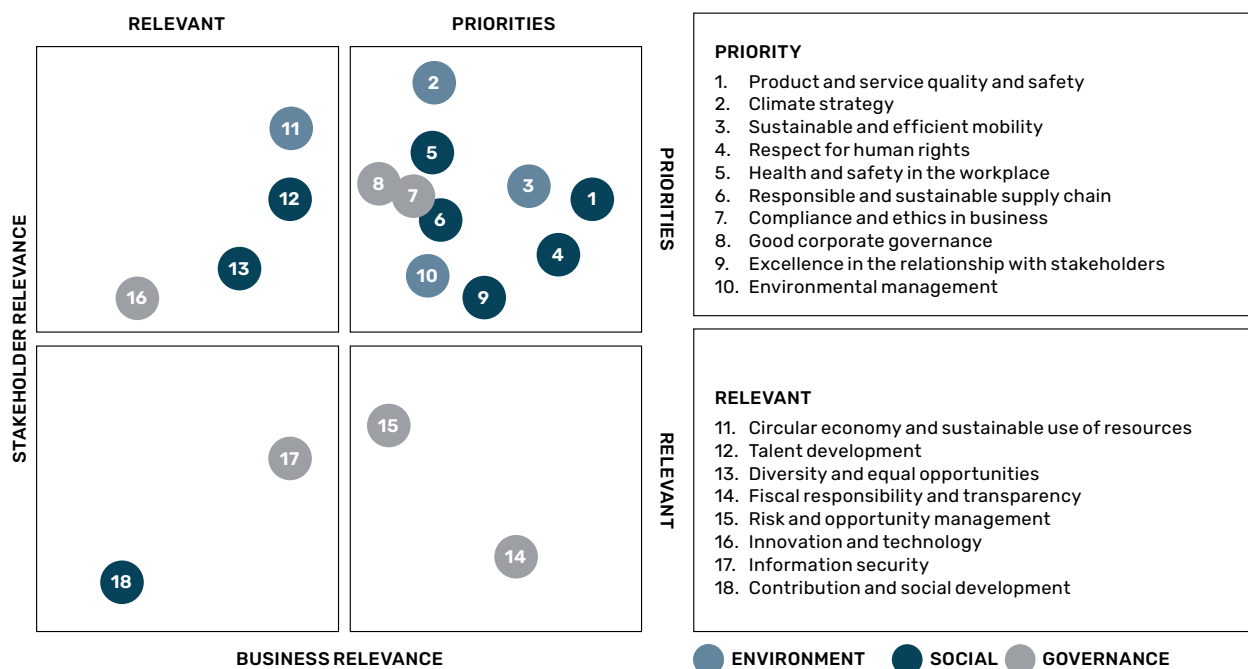 RELEVANT
PRIORITIES
STAKEHOLDER RELEVANCE
2
11
5
8
7
3
12
1
6
4
13
10
16
9
PRIORITIES
15
17
14
18
RELEVANT
BUSINESS RELEVANCE
PRIORITY
1. Product and service quality and safety
2. Climate strategy
3. Sustainable and efficient mobility
4. Respect for human rights
5. Health and safety in the workplace
6. Responsible and sustainable supply chain
7. Compliance and ethics in business
8. Good corporate governance
9. Excellence in the relationship with stakeholders
10. Environmental management
RELEVANT
11. Circular economy and sustainable use of resources
12. Talent development
13. Diversity and equal opportunities
14. Fiscal responsibility and transparency
15. Risk and opportunity management
16. Innovation and technology
17. Information security
18. Contribution and social development
ENVIRONMENT SOCIAL GOVERNANCE